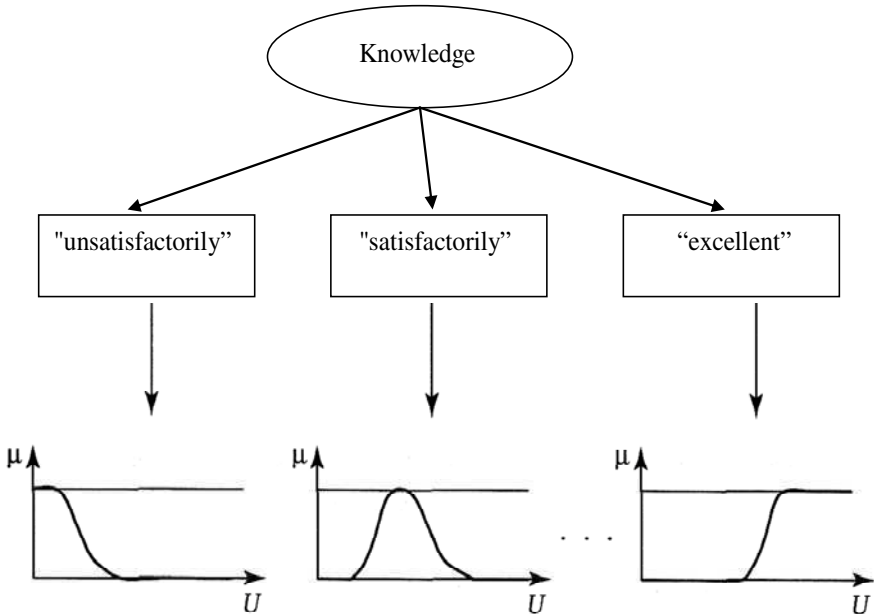 Knowledge
"unsatisfactorily”
"satisfactorily”
“excellent”
μ
μ
μ
. . .
U
U
U